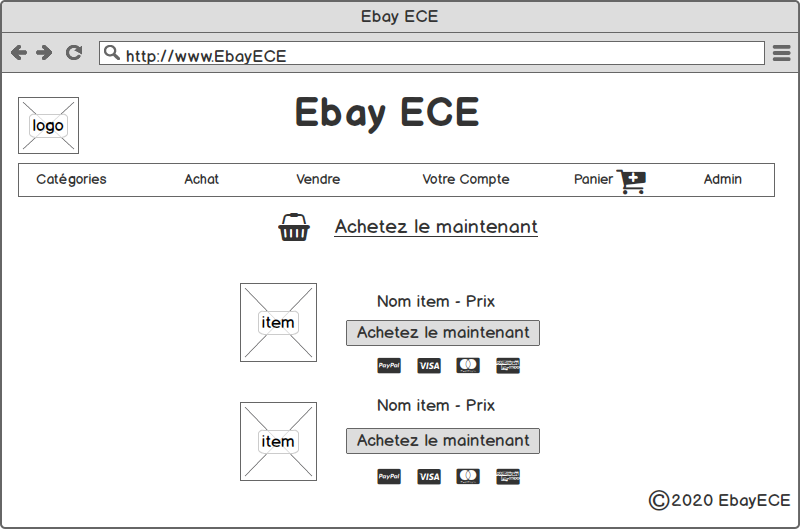 Ebay ECE
http://www.EbayECE
logo
Ebay ECE
Catégories Achat Vendre Votre Compte Panier Admin
Achetez le maintenant
item
Nom item - Prix
Achetez le maintenant
PayPal VISA
item
Nom item - Prix
Achetez le maintenant
PayPal VISA
©2020 EbayECE